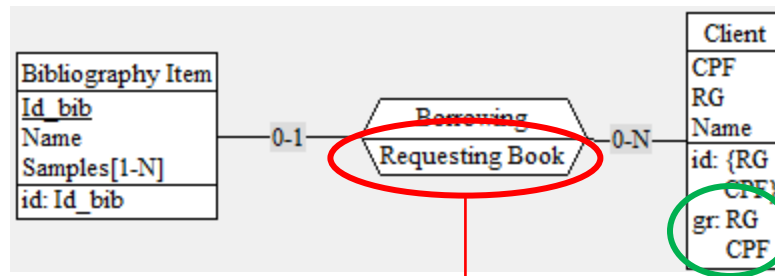 Bibliography Item
Id_bib
Name
Samples[1-N]
id: Id_bib
0-1
Borrowing
Requesting Book
0-N
Client
CPF
RG
Name
id: {RG
CPF}
gr: RG
CPF